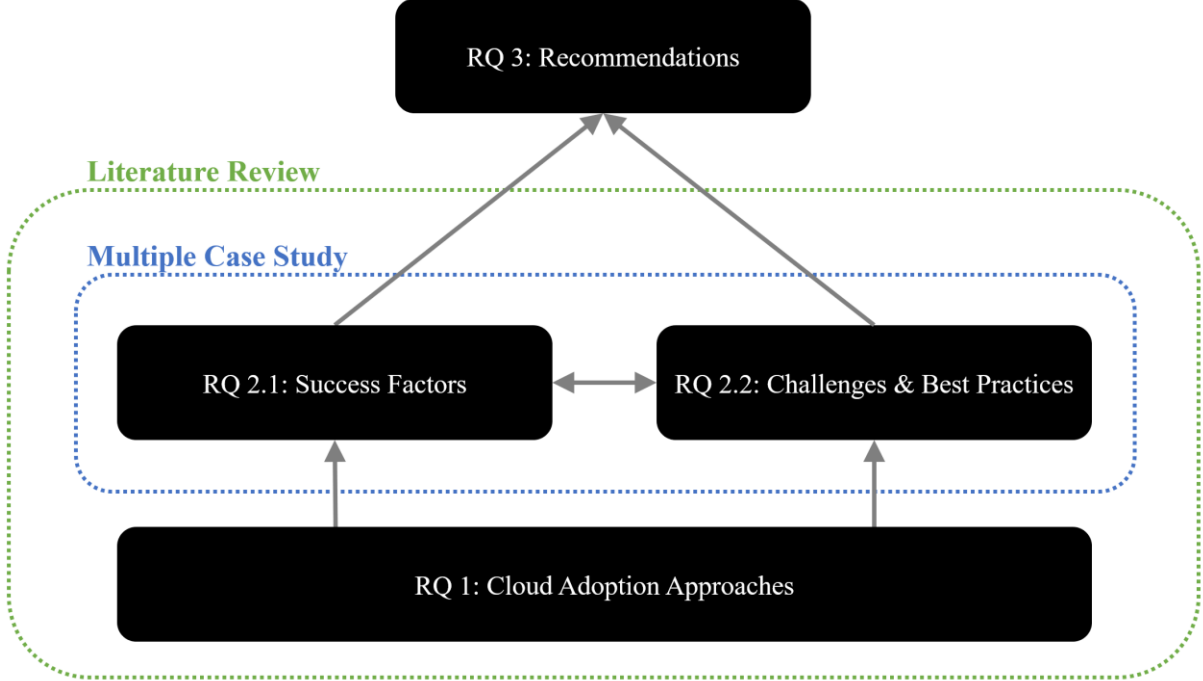 RQ 3: Recommendations
Literature Review
Multiple Case Study
RQ 2.1: Success Factors
RQ 2.2: Challenges & Best Practices
RQ 1: Cloud Adoption Approaches